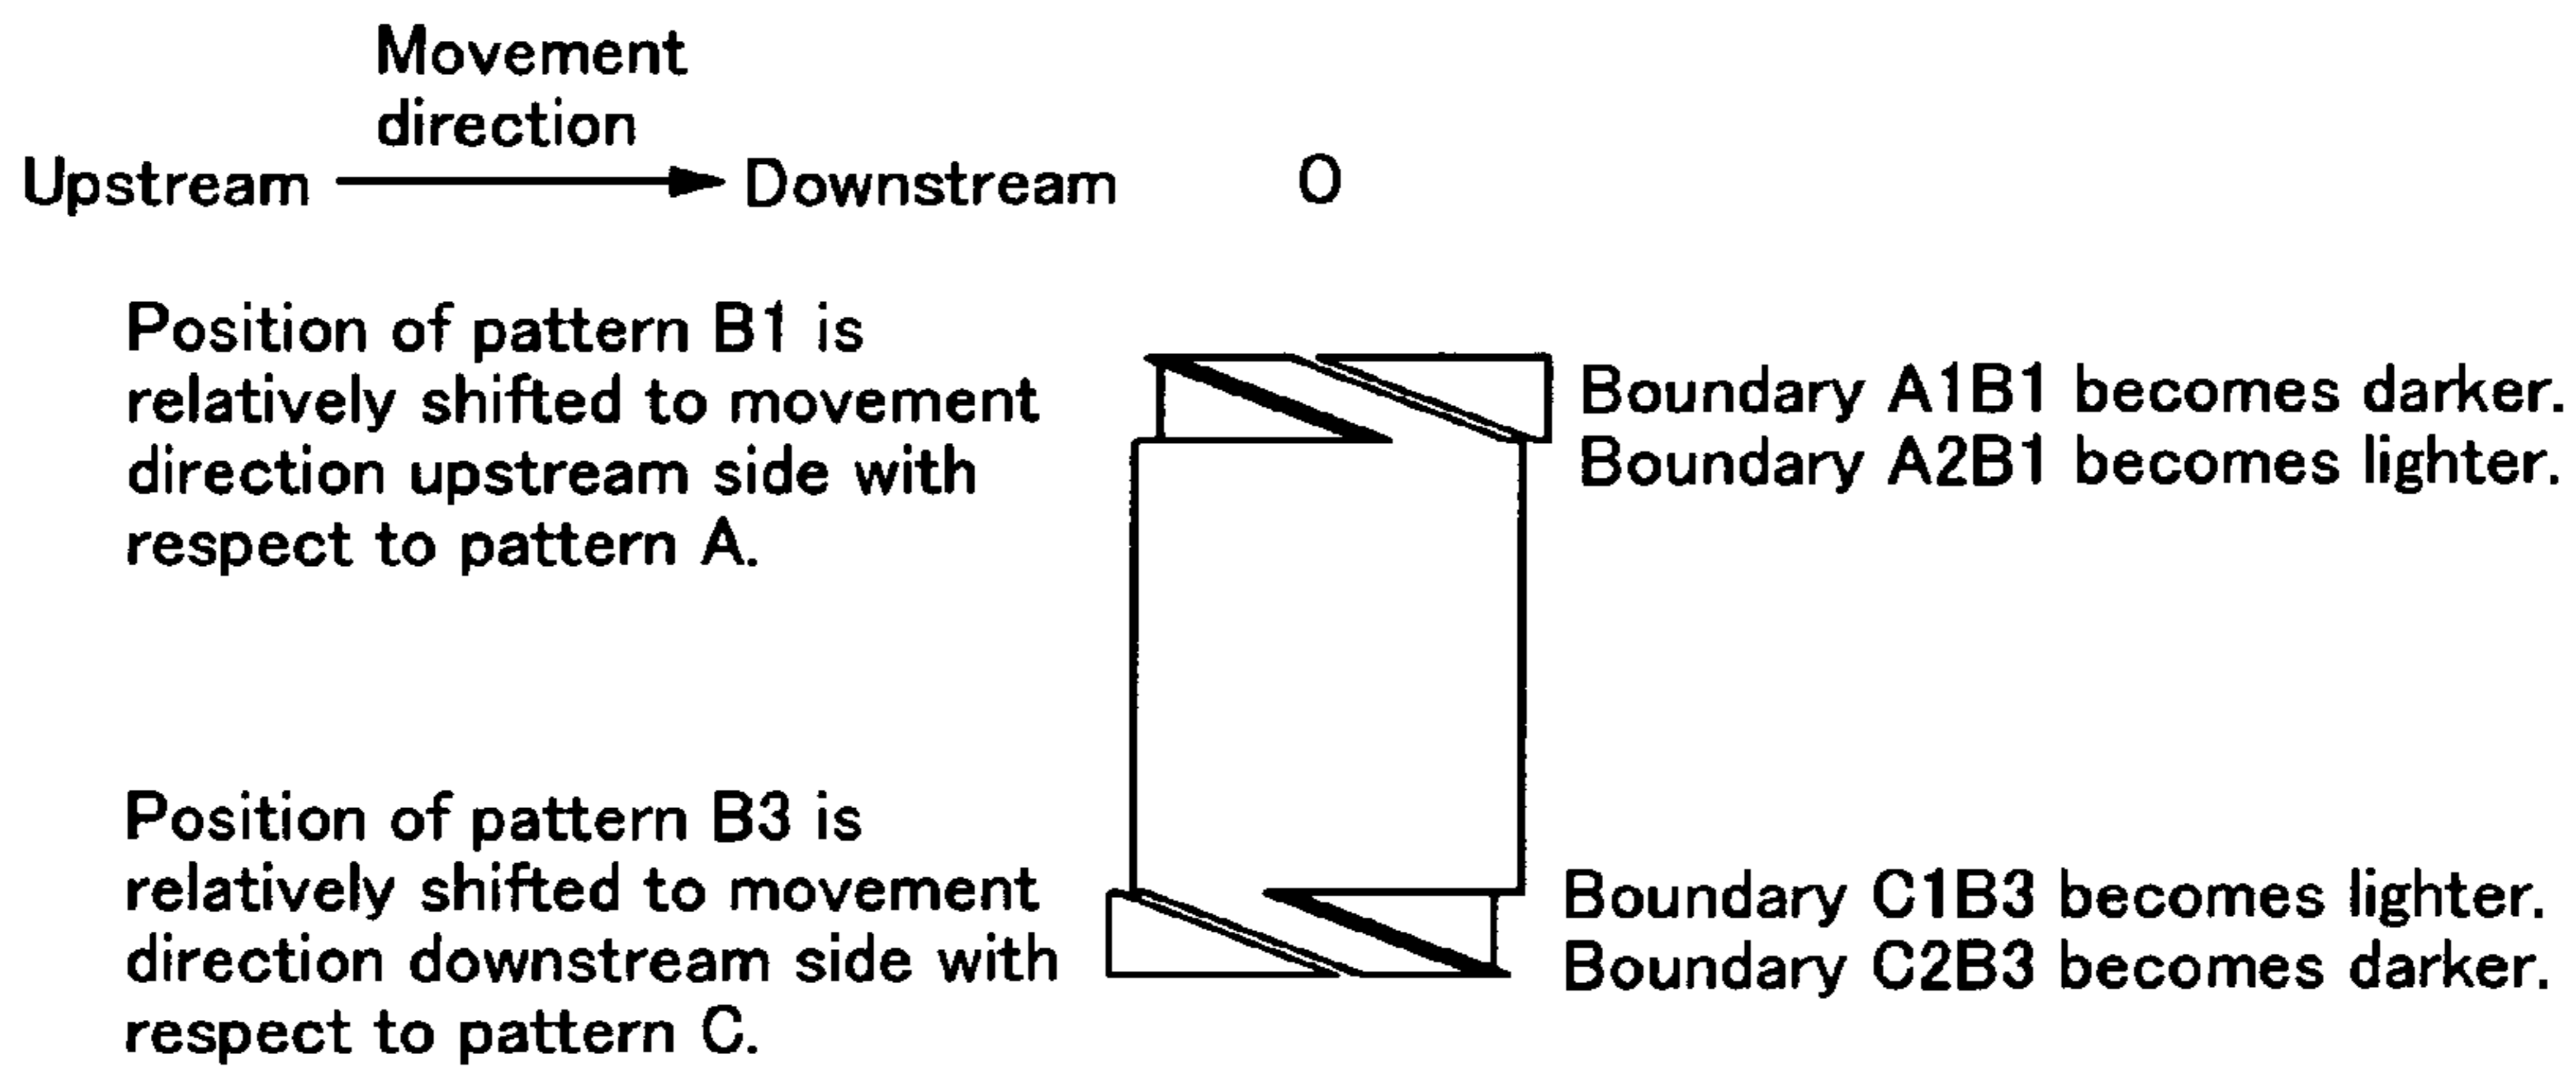 Movement
direction
Upstream Downstream O
Position of pattern B1 is
relatively shifted to movement
direction upstream side with
respect to pattern A.
Boundary A1B1 becomes darker.
Boundary A2B1 becomes lighter.
Position of pattern B3 is
relatively shifted to movement
direction downstream side with
respect to pattern C.
Boundary C1B3 becomes lighter.
Boundary C2B3 becomes darker.